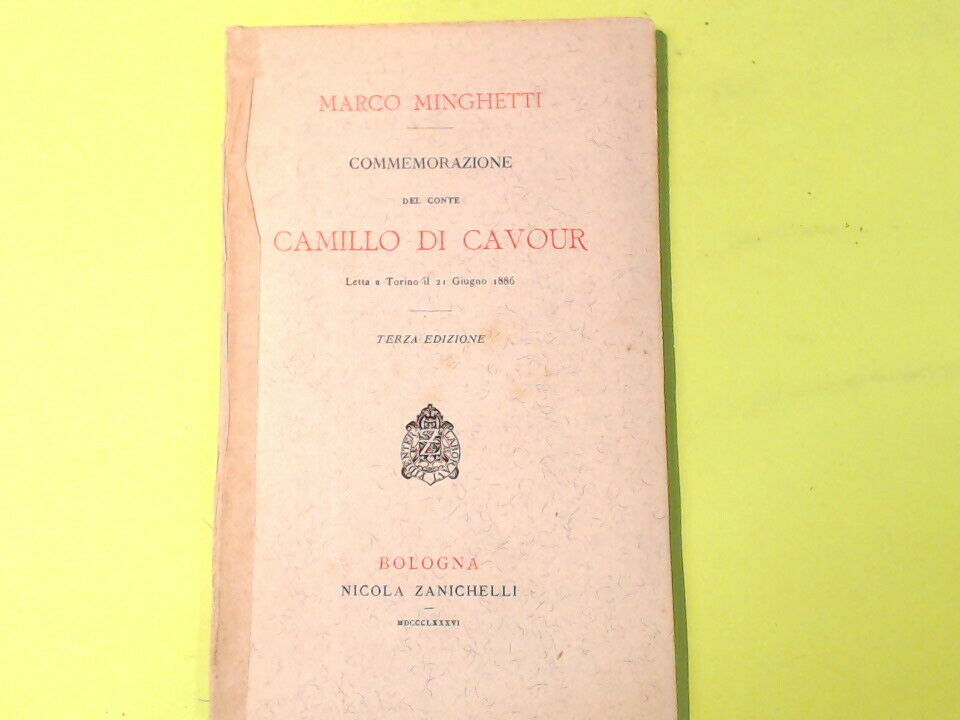 MARCO MINGHETTI
COMMEMORAZIONE
DEL CONTE
CAMILLO DI CAVOUR
Letta a Torino il 21 Giugno 1886
TERZA EDIZIONE
BOLOGNA
NICOLA ZANICHELLI
MDCCCLXXXVI